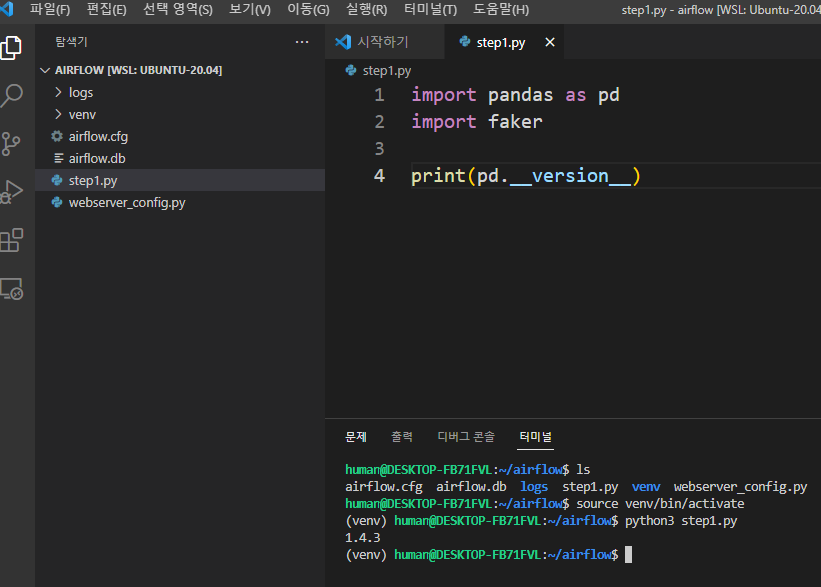 파일(F) 편집(E) 선택 영역(S) 보기(V) 이동(G) 실행(R) 터미널(T) 도움말(H) step1.py - airflow [WSL: Ubuntu-20.04
탐색기 ···
시작하기 step1.py
AIRFLOW [WSL: UBUNTU-20.04]
logs
venv
airflow.cfg
airflow.db
step1.py
webserver_config.py
step1.py
1 import pandas as pd
2 import faker
3
4 print(pd.__version__)
문제 출력 디버그 콘솔 터미널
human@DESKTOP-FB71FVL:~/airflow$ ls
airflow.cfg airflow.db logs step1.py venv webserver_config.py
human@DESKTOP-FB71FVL:~/airflow$ source venv/bin/activate
(venv) human@DESKTOP-FB71FVL:~/airflow$ python3 step1.py
1.4.3
(venv) human@DESKTOP-FB71FVL:~/airflow$